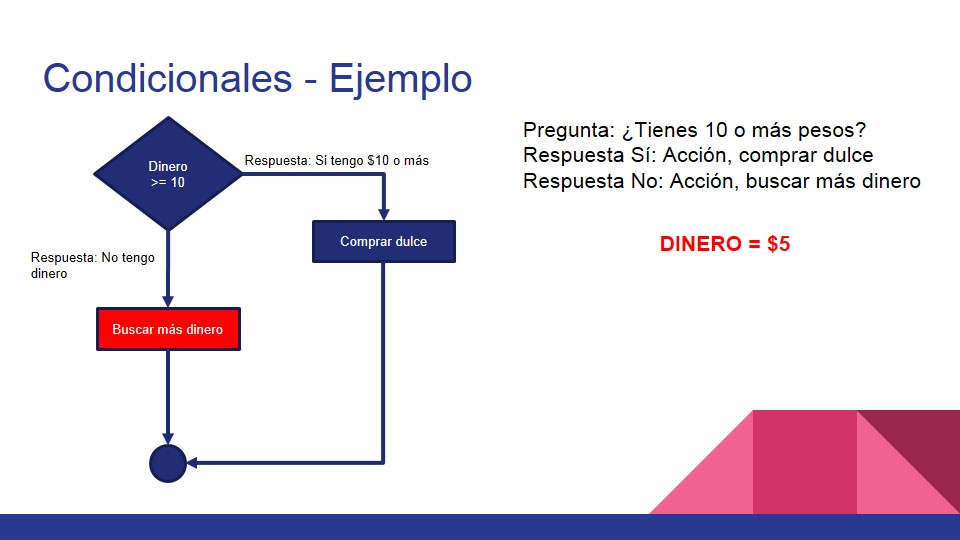 Condicionales - Ejemplo
Pregunta: ¿Tienes 10 o más pesos?
Respuesta Sí: Acción, comprar dulce
Respuesta No: Acción, buscar más dinero
DINERO = $5
Dinero
>= 10
Respuesta: Si tengo $10 o más
Comprar dulce
Respuesta: No tengo
dinero
Buscar más dinero